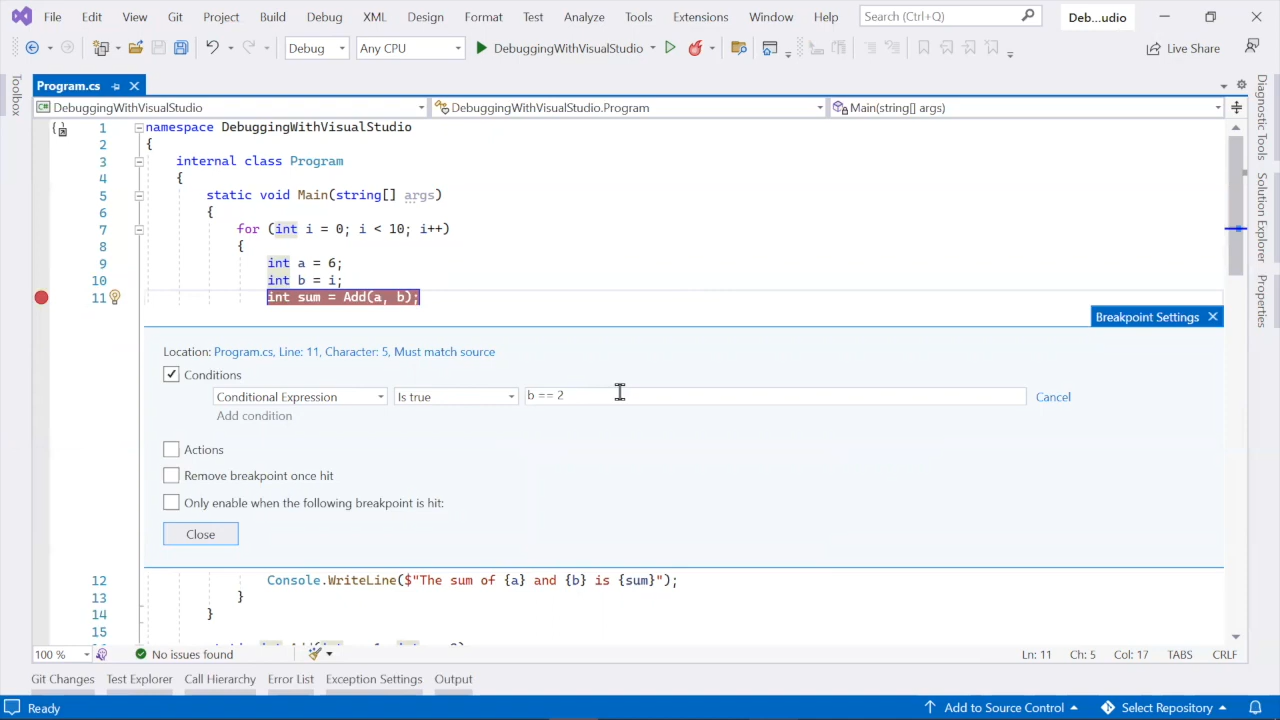 File Edit View Git Project Build Debug XML Design Format Test Analyze Tools Extensions Window Help Search (Ctrl+Q) Deb...udio
Debug Any CPU DebuggingWithVisualStudio Live Share
Toolbox
Program.cs
DebuggingWithVisualStudio DebuggingWithVisualStudio.Program Main(string[] args)
1 namespace DebuggingWithVisualStudio
2 {
3 internal class Program
4 {
5 static void Main(string[] args)
6 {
7 for (int i = 0; i < 10; i++)
8 {
9 int a = 6;
10 int b = i;
11 int sum = Add(a, b);
Breakpoint Settings
Location: Program.cs, Line: 11, Character: 5, Must match source
Conditions
Conditional Expression Is true b == 2 Cancel
Add condition
Actions
Remove breakpoint once hit
Only enable when the following breakpoint is hit:
Close
12 Console.WriteLine($"The sum of {a} and {b} is {sum}");
13 }
14 }
15
Diagnostic Tools
Solution Explorer
Properties
100 % No issues found Ln: 11 Ch: 5 Col: 17 TABS CRLF
Git Changes Test Explorer Call Hierarchy Error List Exception Settings Output
Ready Add to Source Control Select Repository